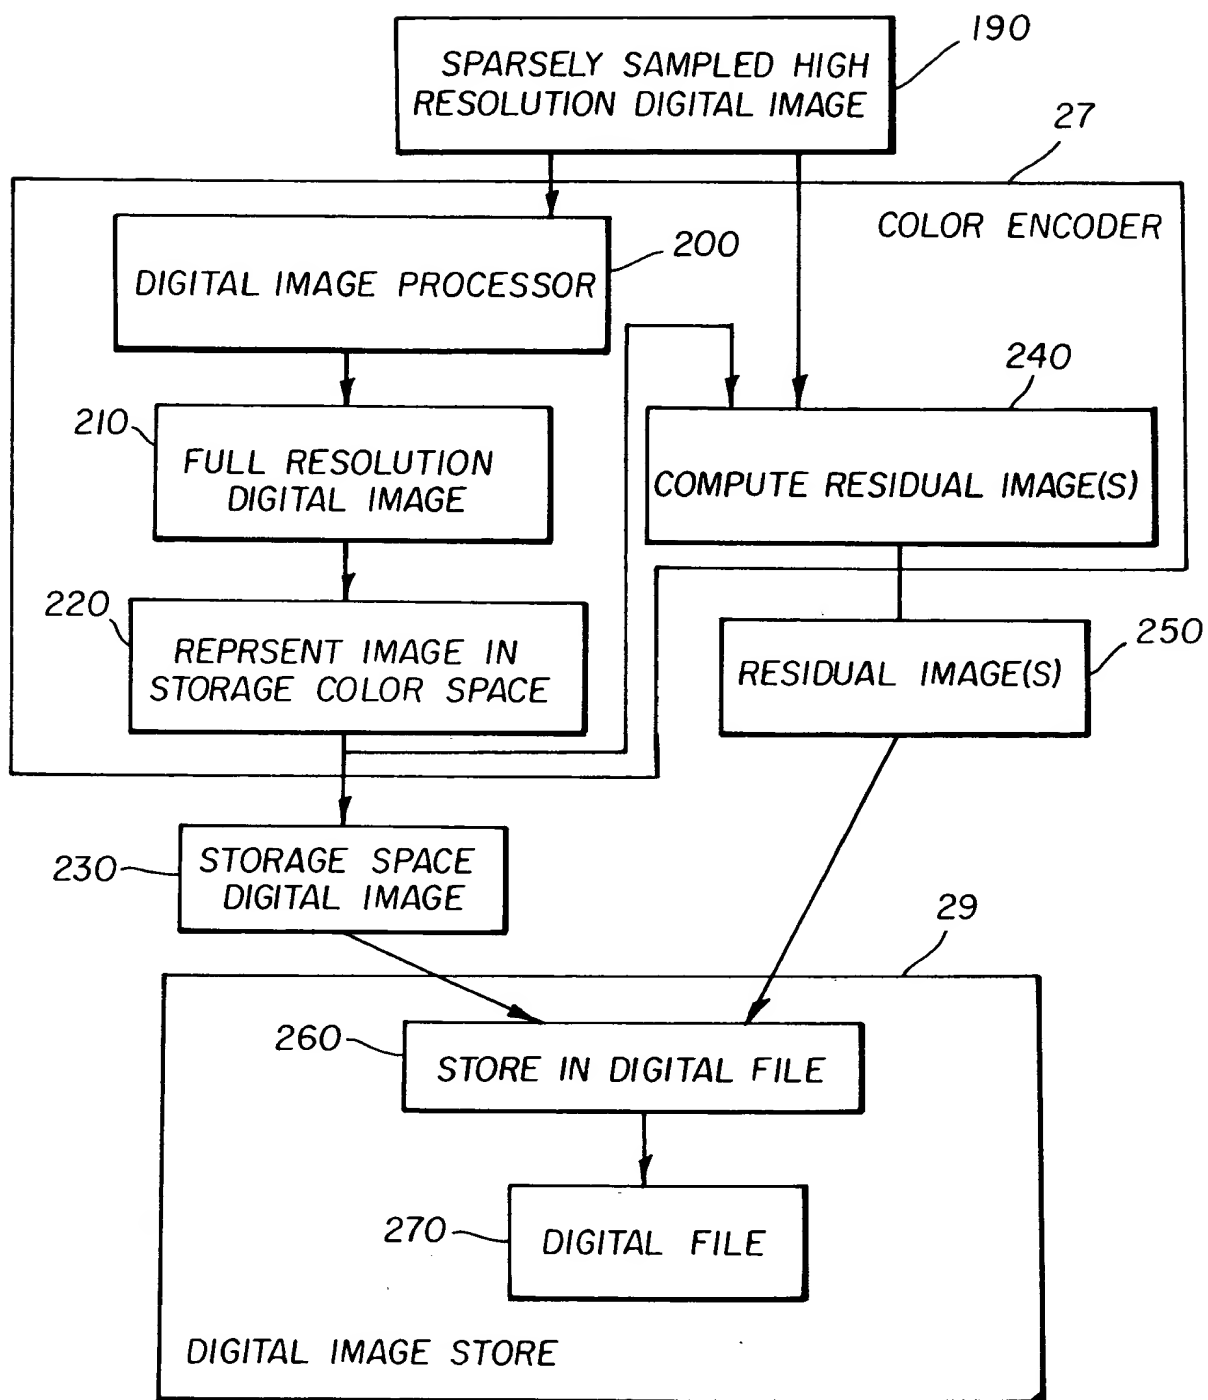 190
SPARSELY SAMPLED HIGH
RESOLUTION DIGITAL IMAGE
27
COLOR ENCODER
200
DIGITAL IMAGE PROCESSOR
240
210
FULL RESOLUTION
DIGITAL IMAGE
COMPUTE RESIDUAL IMAGE(S)
220
REPRSENT IMAGE IN
STORAGE COLOR SPACE
250
RESIDUAL IMAGE(S)
230
STORAGE SPACE
DIGITAL IMAGE
29
260
STORE IN DIGITAL FILE
270
DIGITAL FILE
DIGITAL IMAGE STORE